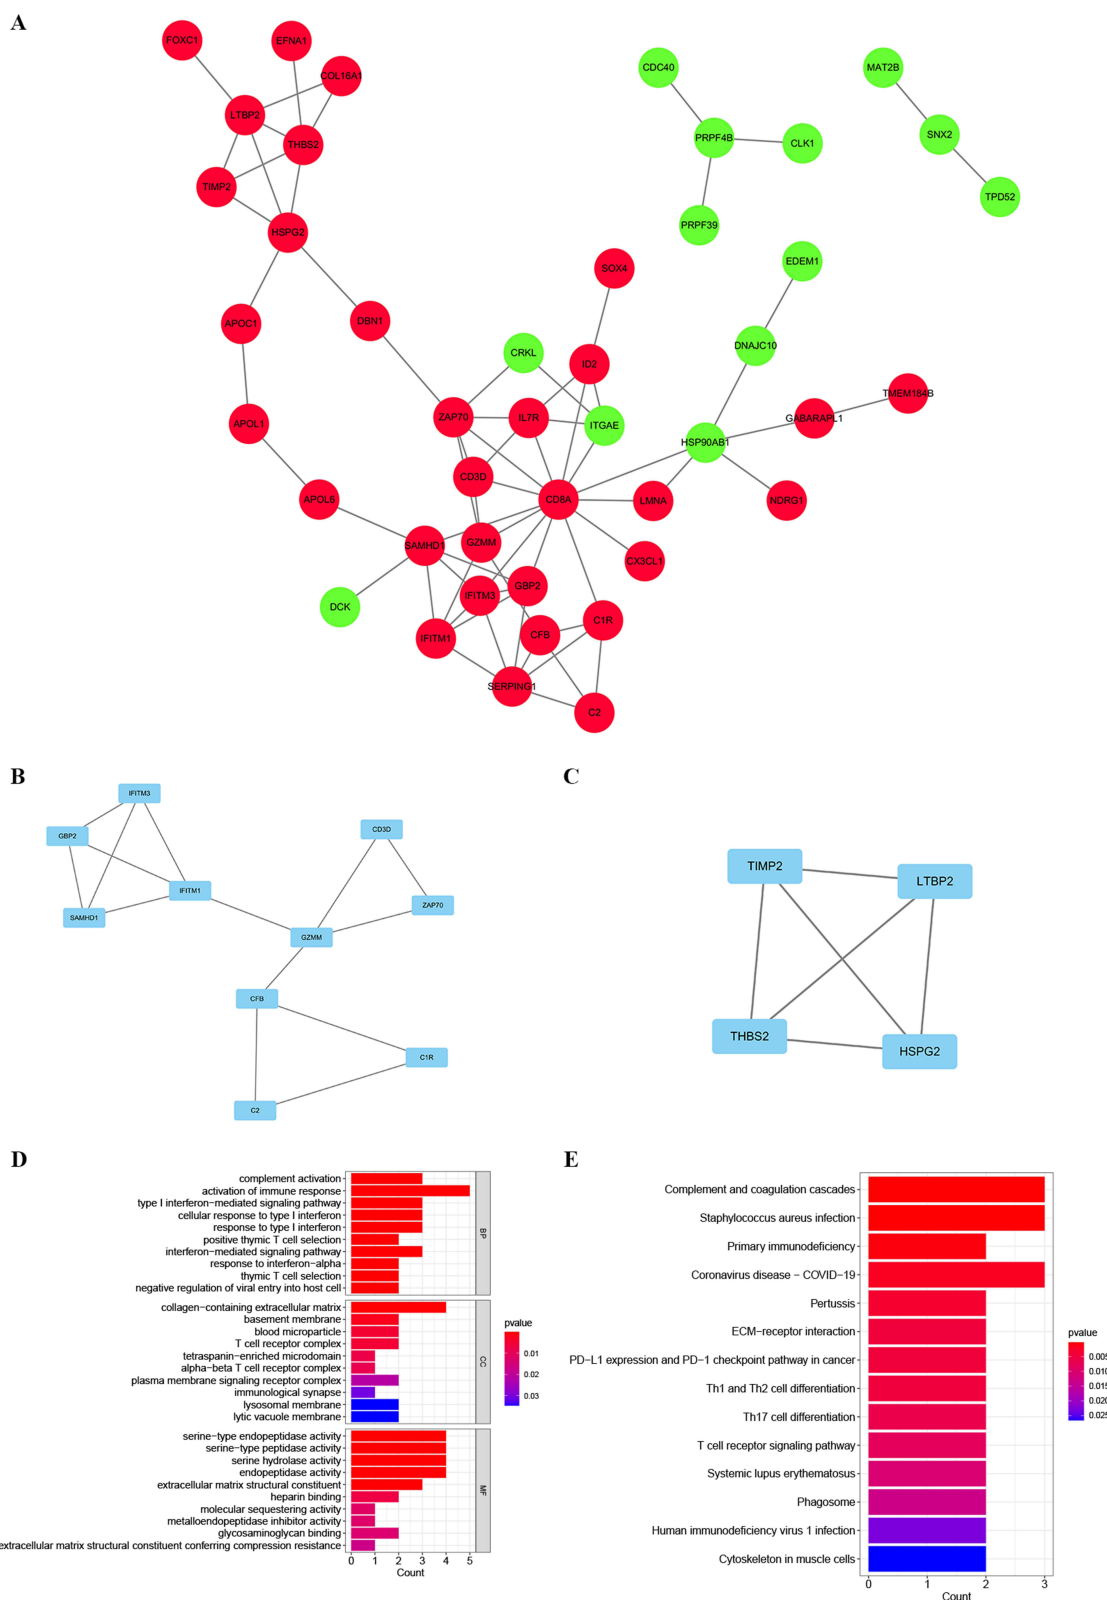 A
FOXC1
EFNA1
COL16A1
LTBP2
THBS2
TIMP2
HSPG2
APOC1
DBN1
APOL1
APOL6
CDC40
PRPF4B
CLK1
PRPF39
MAT2B
SNX2
TPD52
EDEM1
DNAJC10
SOX4
CRKL
ID2
ZAP70
IL7R
ITGAE
TMEM184B
GABARAPL1
HSP90AB1
CD3D
CD8A
LMNA
NDRG1
SAMHD1
GZMM
CX3CL1
DCK
IFITM3
GBP2
IFITM1
CFB
C1R
SERPING1
C2
B
IFITM3
GBP2
CD3D
IFITM1
SAMHD1
ZAP70
GZMM
CFB
C1R
C2
C
TIMP2
LTBP2
THBS2
HSPG2
D
complement activation
activation of immune response
type I interferon-mediated signaling pathway
cellular response to type I interferon
response to type I interferon
positive thymic T cell selection
interferon-mediated signaling pathway
response to interferon-alpha
thymic T cell selection
negative regulation of viral entry into host cell
BP
collagen-containing extracellular matrix
basement membrane
blood microparticle
T cell receptor complex
tetraspanin-enriched microdomain
alpha-beta T cell receptor complex
plasma membrane signaling receptor complex
immunological synapse
lysosomal membrane
lytic vacuole membrane
CC
serine-type endopeptidase activity
serine-type peptidase activity
serine hydrolase activity
endopeptidase activity
extracellular matrix structural constituent
heparin binding
molecular sequestering activity
metalloendopeptidase inhibitor activity
glycosaminoglycan binding
extracellular matrix structural constituent conferring compression resistance
MF
0 1 2 3 4 5
Count
pvalue
0.01
0.02
0.03
E
Complement and coagulation cascades
Staphylococcus aureus infection
Primary immunodeficiency
Coronavirus disease − COVID−19
Pertussis
ECM−receptor interaction
PD−L1 expression and PD−1 checkpoint pathway in cancer
Th1 and Th2 cell differentiation
Th17 cell differentiation
T cell receptor signaling pathway
Systemic lupus erythematosus
Phagosome
Human immunodeficiency virus 1 infection
Cytoskeleton in muscle cells
0 1 2 3
Count
pvalue
0.005
0.010
0.015
0.020
0.025